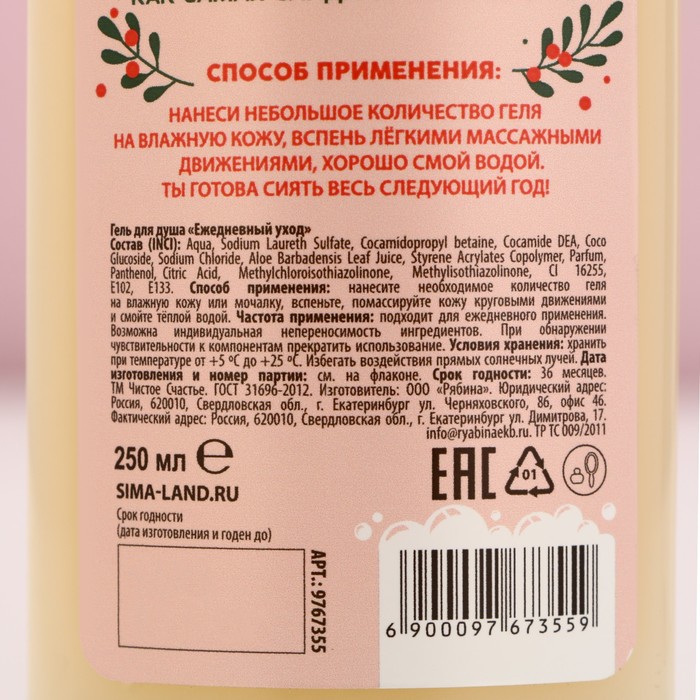 СПОСОБ ПРИМЕНЕНИЯ:
НАНЕСИ НЕБОЛЬШОЕ КОЛИЧЕСТВО ГЕЛЯ
НА ВЛАЖНУЮ КОЖУ, ВСПЕНЬ ЛЁГКИМИ МАССАЖНЫМИ
ДВИЖЕНИЯМИ, ХОРОШО СМОЙ ВОДОЙ.
ТЫ ГОТОВА СИЯТЬ ВЕСЬ СЛЕДУЮЩИЙ ГОД!
Гель для душа «Ежедневный уход»
Состав (INCI): Aqua, Sodium Laureth Sulfate, Cocamidopropyl betaine, Cocamide DEA, Coco
Glucoside, Sodium Chloride, Aloe Barbadensis Leaf Juice, Styrene Acrylates Copolymer, Parfum,
Panthenol, Citric Acid, Methylchloroisothiazolinone, Methylisothiazolinone, CI 16255,
E102, E133. Способ применения: нанесите необходимое количество геля
на влажную кожу или мочалку, вспеньте, помассируйте кожу круговыми движениями
и смойте тёплой водой. Частота применения: подходит для ежедневного применения.
Возможна индивидуальная непереносимость ингредиентов. При обнаружении
чувствительности к компонентам прекратить использование. Условия хранения: хранить
при температуре от +5 ºС до +25 ºС. Избегать воздействия прямых солнечных лучей. Дата
изготовления и номер партии: см. на флаконе. Срок годности: 36 месяцев.
ТМ Чистое Счастье. ГОСТ 31696-2012. Изготовитель: ООО «Рябина». Юридический адрес:
Россия, 620010, Свердловская обл., г. Екатеринбург ул. Черняховского, 86, офис 46.
Фактический адрес: Россия, 620010, Свердловская обл., г. Екатеринбург ул. Димитрова, 17.
info@ryabinaekb.ru. ТР ТС 009/2011
250 мл ℮
SIMA-LAND.RU
EAC
01
Срок годности
(дата изготовления и годен до)
АРТ.: 9767355
6 900097 673559